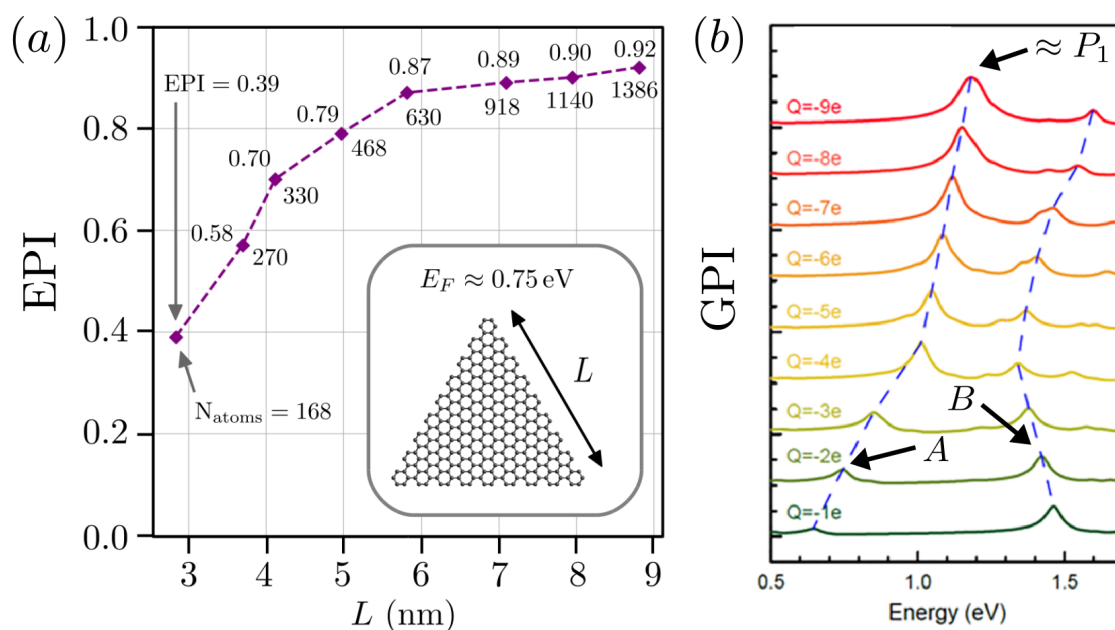 (a)
EPI
1.0
0.8
0.6
0.4
0.2
0.0
EPI = 0.39
0.58
0.70
0.79
0.87
0.89
0.90
0.92
270
330
468
630
918
1140
1386
N_atoms = 168
E_F ≈ 0.75 eV
L
3 4 5 6 7 8 9
L (nm)
(b)
GPI
≈ P₁
Q=-9e
Q=-8e
Q=-7e
Q=-6e
Q=-5e
Q=-4e
Q=-3e
B
Q=-2e
A
Q=-1e
0.5 1.0 1.5
Energy (eV)